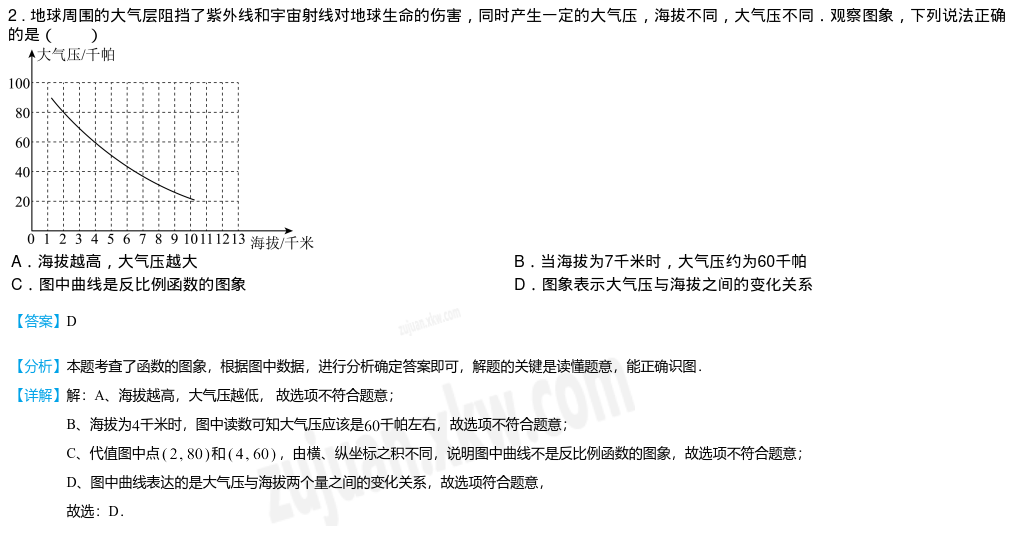 2．地球周围的大气层阻挡了紫外线和宇宙射线对地球生命的伤害，同时产生一定的大气压，海拔不同，大气压不同．观察图象，下列说法正确
的是（　　）
大气压/千帕
100
80
60
40
20
0 1 2 3 4 5 6 7 8 9 10 11 12 13 海拔/千米
A．海拔越高，大气压越大 B．当海拔为7千米时，大气压约为60千帕
C．图中曲线是反比例函数的图象 D．图象表示大气压与海拔之间的变化关系
【答案】D
zujuan.xkw.com
【分析】本题考查了函数的图象，根据图中数据，进行分析确定答案即可，解题的关键是读懂题意，能正确识图．
【详解】解：A、海拔越高，大气压越低， 故选项不符合题意；
B、海拔为4千米时，图中读数可知大气压应该是60千帕左右，故选项不符合题意；
C、代值图中点(2,80)和(4,60)，由横、纵坐标之积不同，说明图中曲线不是反比例函数的图象，故选项不符合题意；
D、图中曲线表达的是大气压与海拔两个量之间的变化关系，故选项符合题意，
故选：D．
zujuan.xkw.com